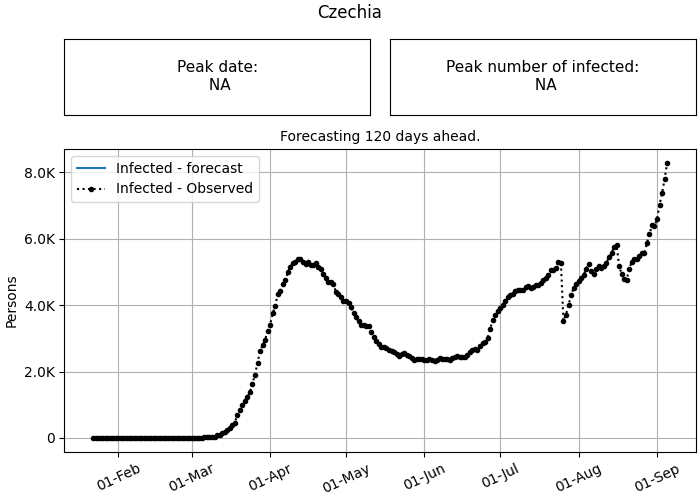 Czechia
Peak date:
NA
Peak number of infected:
NA
Forecasting 120 days ahead.
Infected - forecast
Infected - Observed
8.0K
6.0K
4.0K
2.0K
0
Persons
01-Feb
01-Mar
01-Apr
01-May
01-Jun
01-Jul
01-Aug
01-Sep